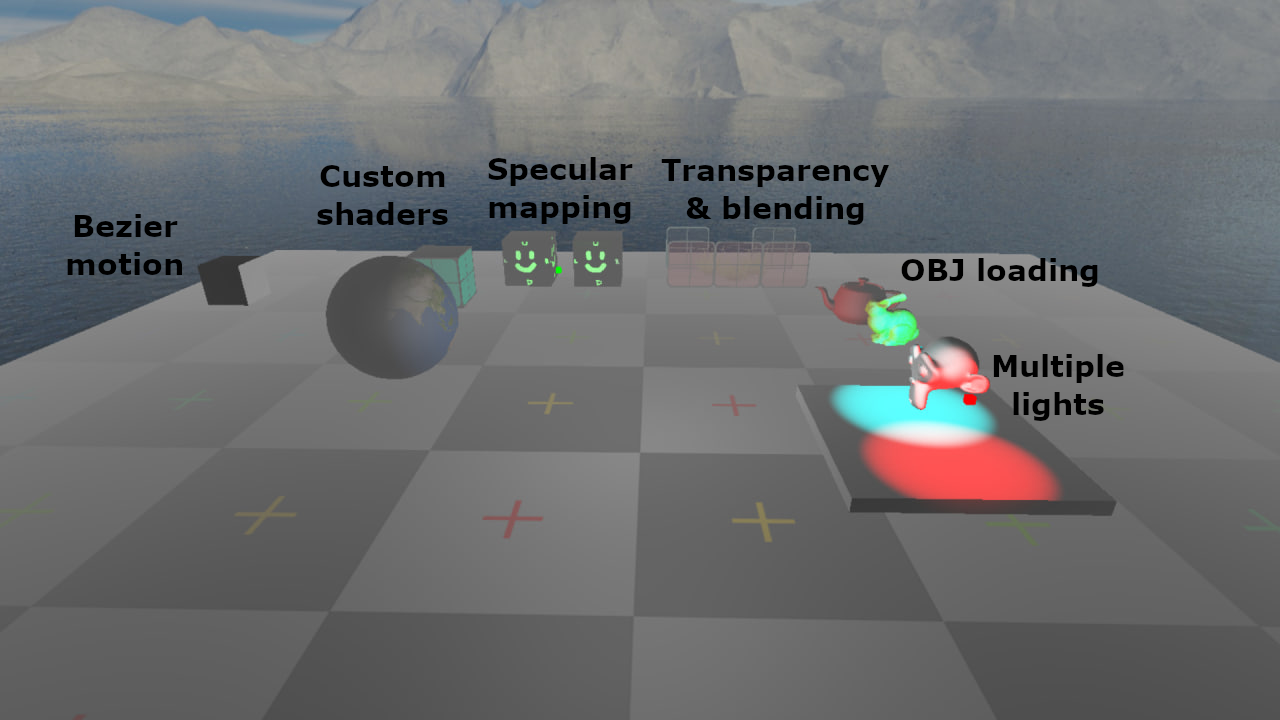 Bezier
motion
Custom
shaders
Specular
mapping
Transparency
& blending
OBJ loading
Multiple
lights